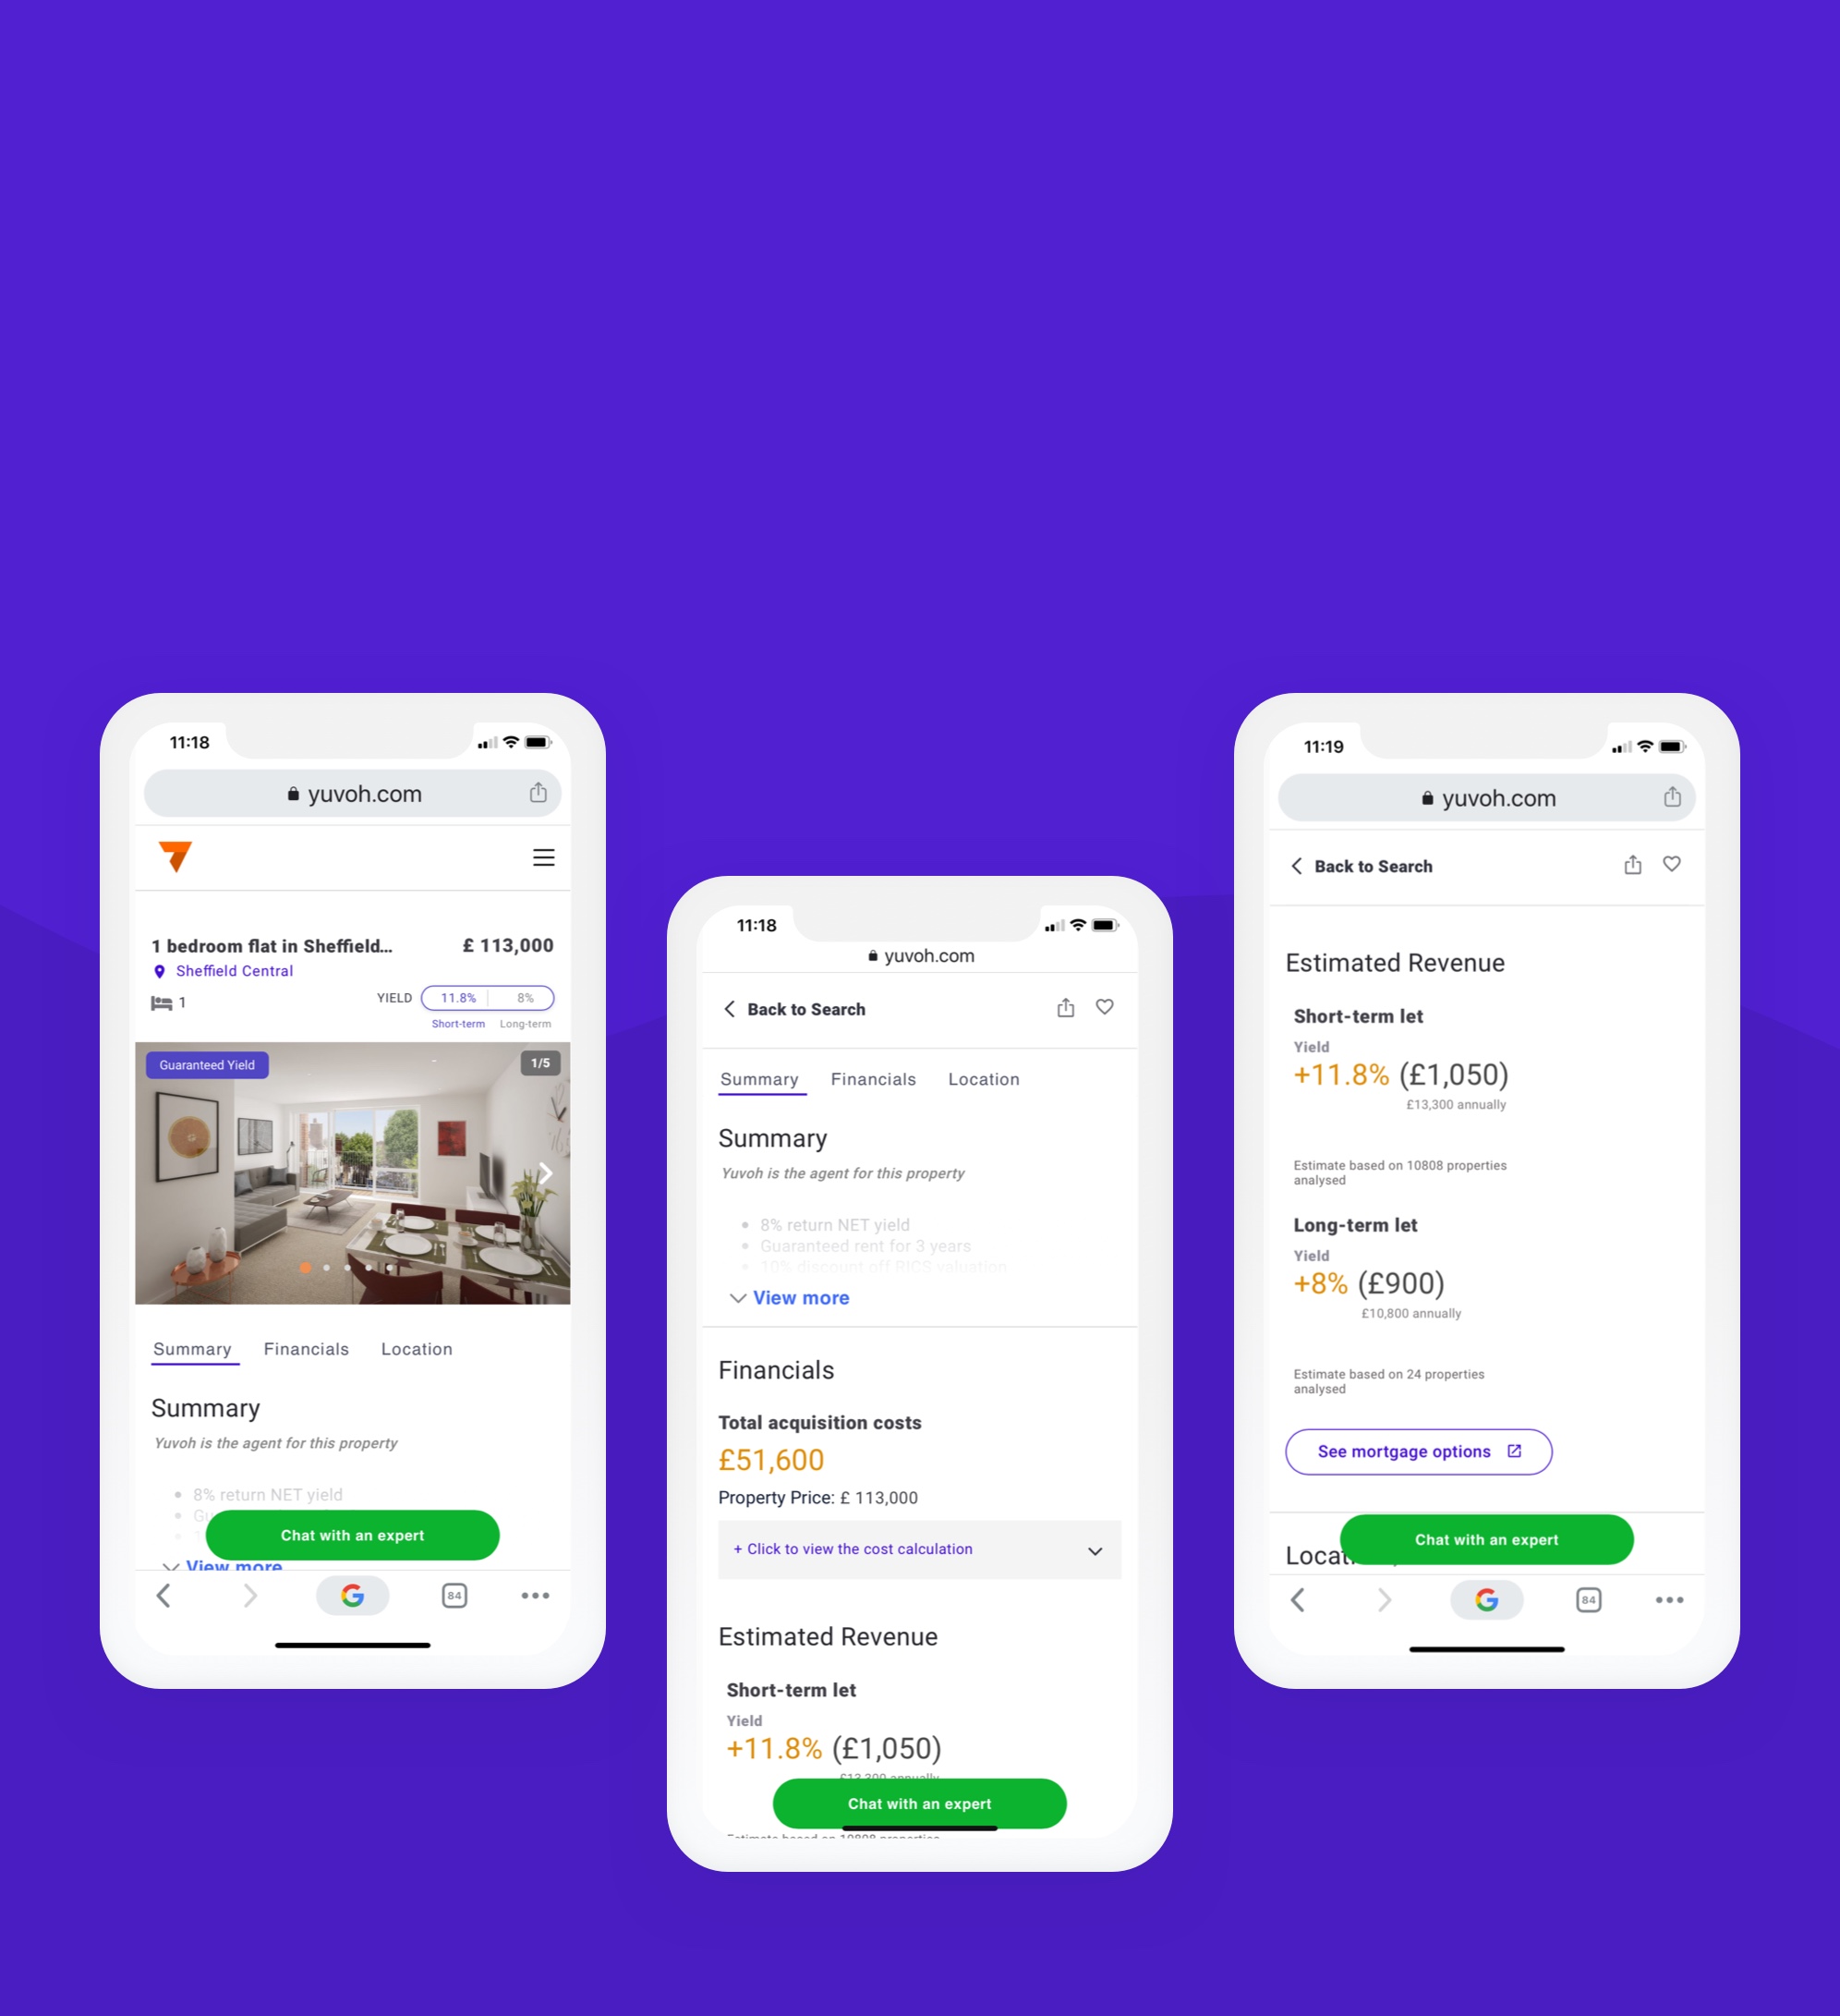 11:18
yuvoh.com
1 bedroom flat in Sheffield... £ 113,000
Sheffield Central
1 YIELD 11.8% 8%
Short-term Long-term
Guaranteed Yield 1/5
Summary Financials Location
Summary
Yuvoh is the agent for this property
8% return NET yield
Chat with an expert
View more
84
11:18
yuvoh.com
Back to Search
Summary Financials Location
Summary
Yuvoh is the agent for this property
8% return NET yield
Guaranteed rent for 3 years
10% discount off RICS valuation
View more
Financials
Total acquisition costs
£51,600
Property Price: £ 113,000
+ Click to view the cost calculation
Estimated Revenue
Short-term let
Yield
+11.8% (£1,050)
£13,300 annually
Chat with an expert
Estimate based on 10808 properties
11:19
yuvoh.com
Back to Search
Estimated Revenue
Short-term let
Yield
+11.8% (£1,050)
£13,300 annually
Estimate based on 10808 properties
analysed
Long-term let
Yield
+8% (£900)
£10,800 annually
Estimate based on 24 properties
analysed
See mortgage options
Chat with an expert
84